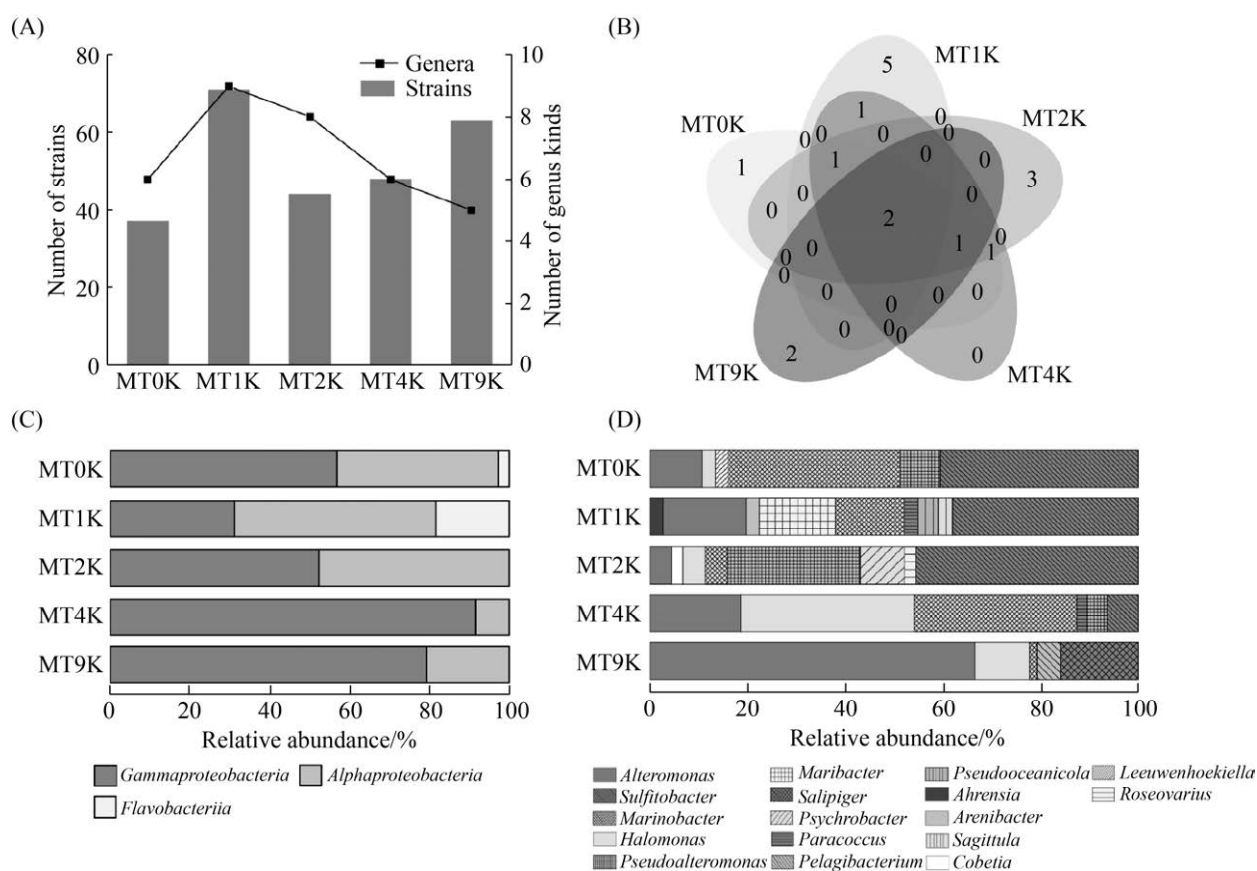 (A)
80
60
40
20
0
Number of strains
Genera
Strains
10
8
6
4
2
0
Number of genus kinds
MT0K MT1K MT2K MT4K MT9K
(B)
MT1K
MT2K
MT0K
MT9K
MT4K
5
1
0
0 0 0 0
1 3
1 0 0
0 0
0 2
0 1 0
0 0 1
0
0 0 0 0
0 0 0
2 0
(C)
MT0K
MT1K
MT2K
MT4K
MT9K
0 20 40 60 80 100
Relative abundance/%
Gammaproteobacteria Alphaproteobacteria
Flavobacteriia
(D)
MT0K
MT1K
MT2K
MT4K
MT9K
0 20 40 60 80 100
Relative abundance/%
Alteromonas Maribacter Pseudooceanicola Leeuwenhoekiella
Sulfitobacter Salipiger Ahrensia Roseovarius
Marinobacter Psychrobacter Arenibacter
Halomonas Paracoccus Sagittula
Pseudoalteromonas Pelagibacterium Cobetia